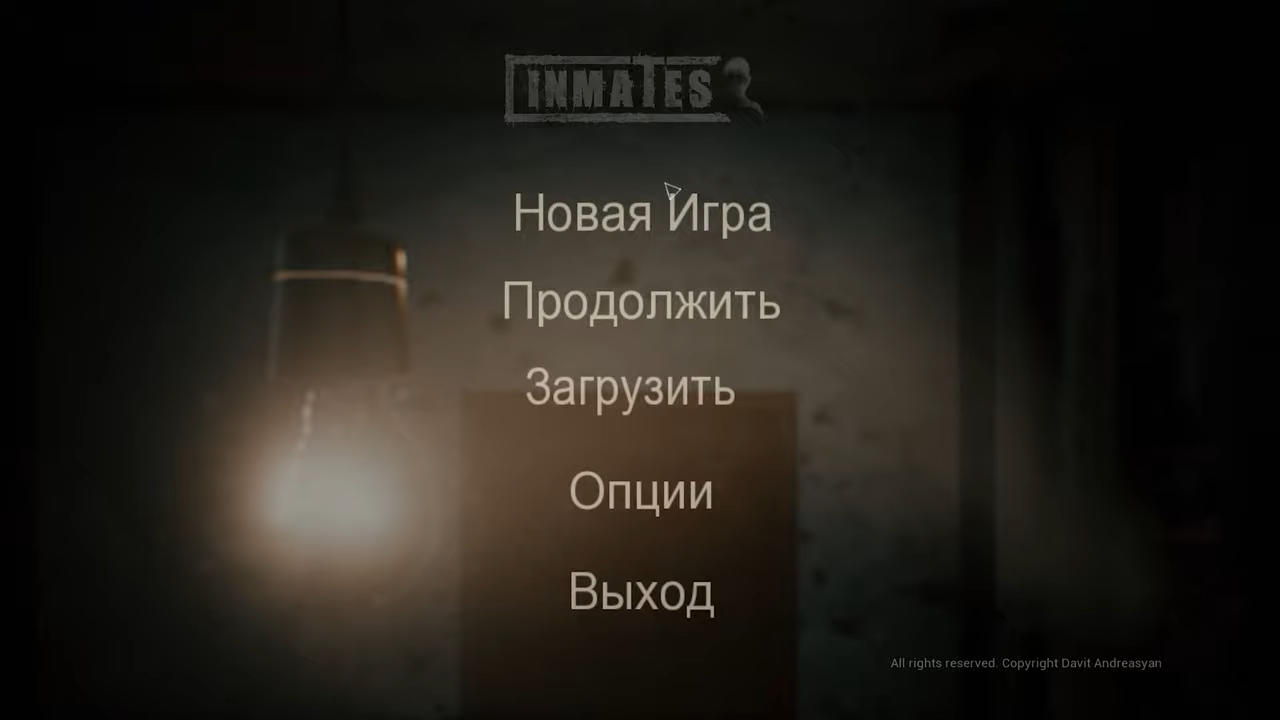 INMATES
Новая Игра
Продолжить
Загрузить
Опции
Выход
All rights reserved. Copyright Davit Andreasyan